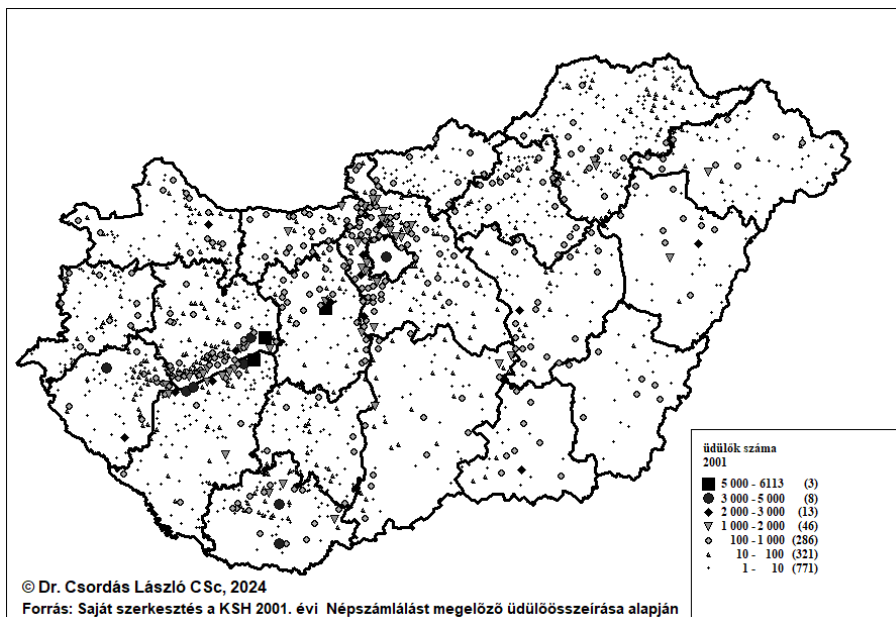 üdülők száma
2001
5 000 - 6113 (3)
3 000 - 5 000 (8)
2 000 - 3 000 (13)
1 000 - 2 000 (46)
100 - 1 000 (286)
10 - 100 (321)
1 - 10 (771)
© Dr. Csordás László CSc, 2024
Forrás: Saját szerkesztés a KSH 2001. évi Népszámlálást megelőző üdülőösszeírása alapján